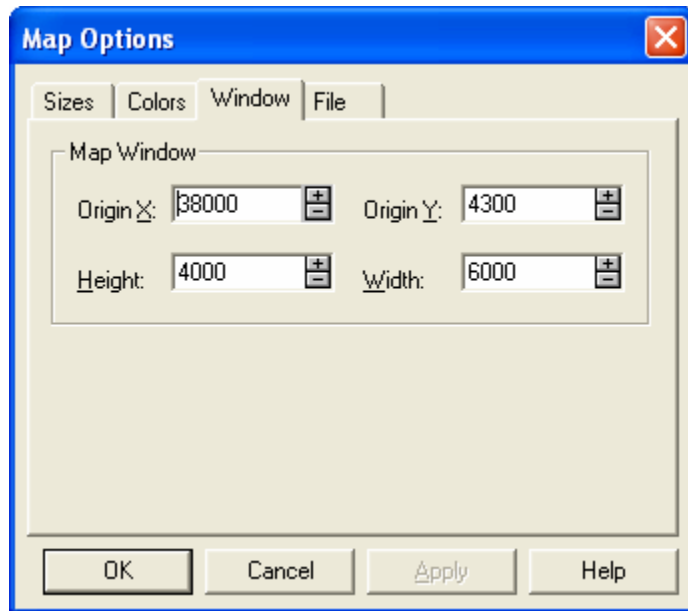 Map Options
Sizes Colors Window File
Map Window
Origin X: 38000 Origin Y: 4300
Height: 4000 Width: 6000
OK Cancel Apply Help